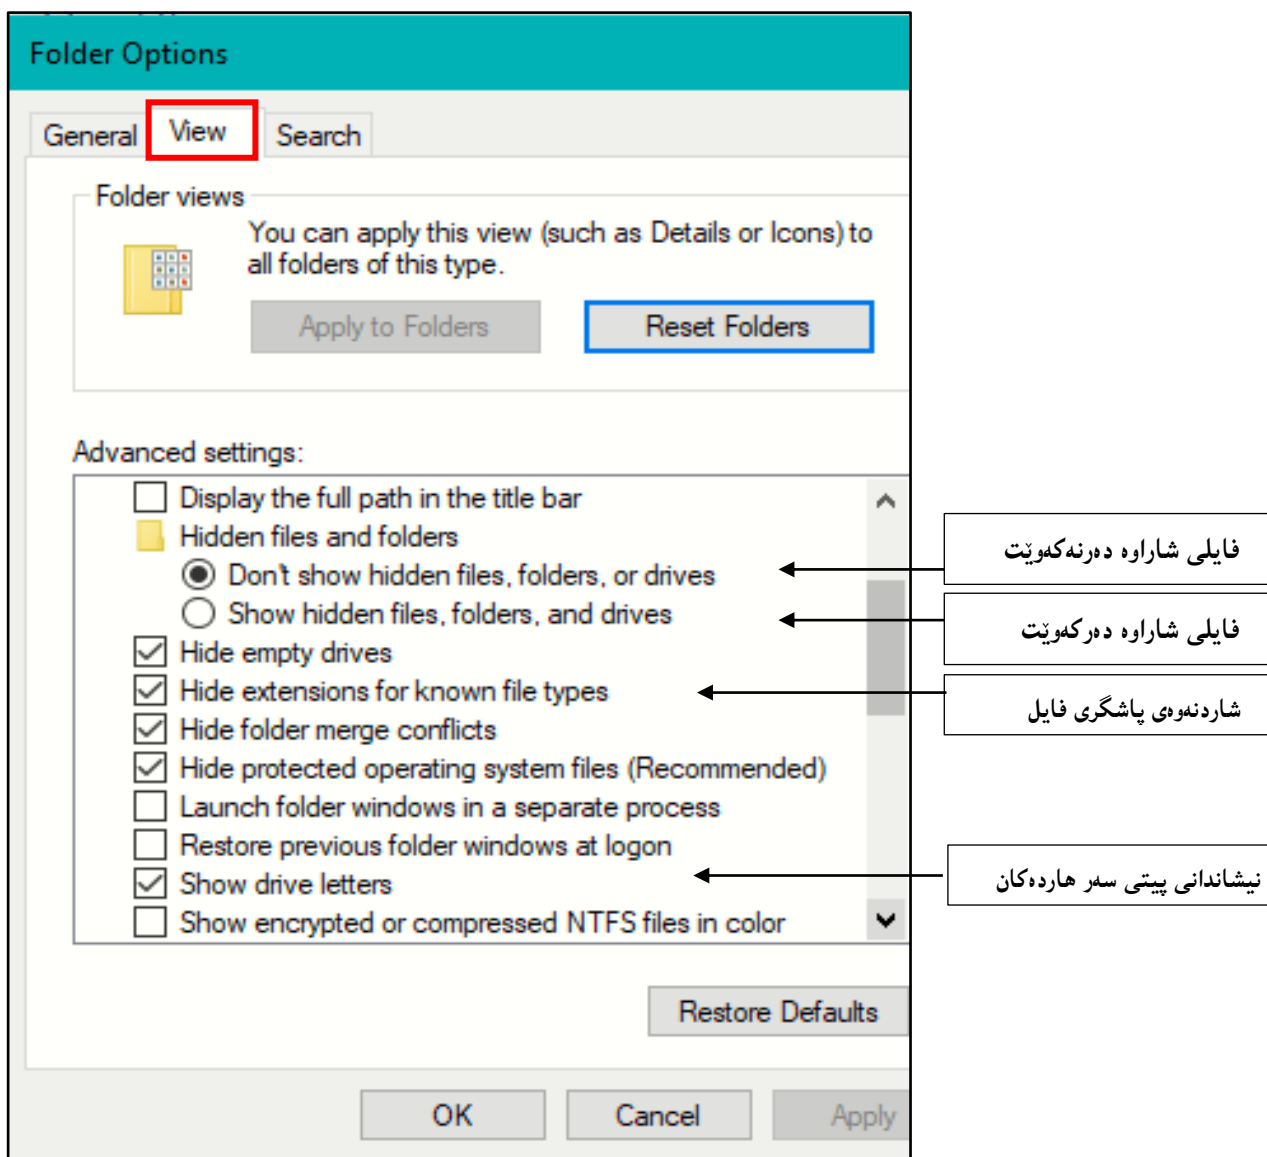 Folder Options
General
View
Search
Folder views
You can apply this view (such as Details or Icons) to
all folders of this type.
Apply to Folders
Reset Folders
Advanced settings:
Display the full path in the title bar
Hidden files and folders
Don't show hidden files, folders, or drives
فایلی شاراوە دەرنەکەوێت
Show hidden files, folders, and drives
فایلی شاراوە دەرکەوێت
Hide empty drives
Hide extensions for known file types
شاردنەوەی پاشگری فایل
Hide folder merge conflicts
Hide protected operating system files (Recommended)
Launch folder windows in a separate process
Restore previous folder windows at logon
Show drive letters
نیشاندانی پیتی سەر هاردەکان
Show encrypted or compressed NTFS files in color
Restore Defaults
OK
Cancel
Apply